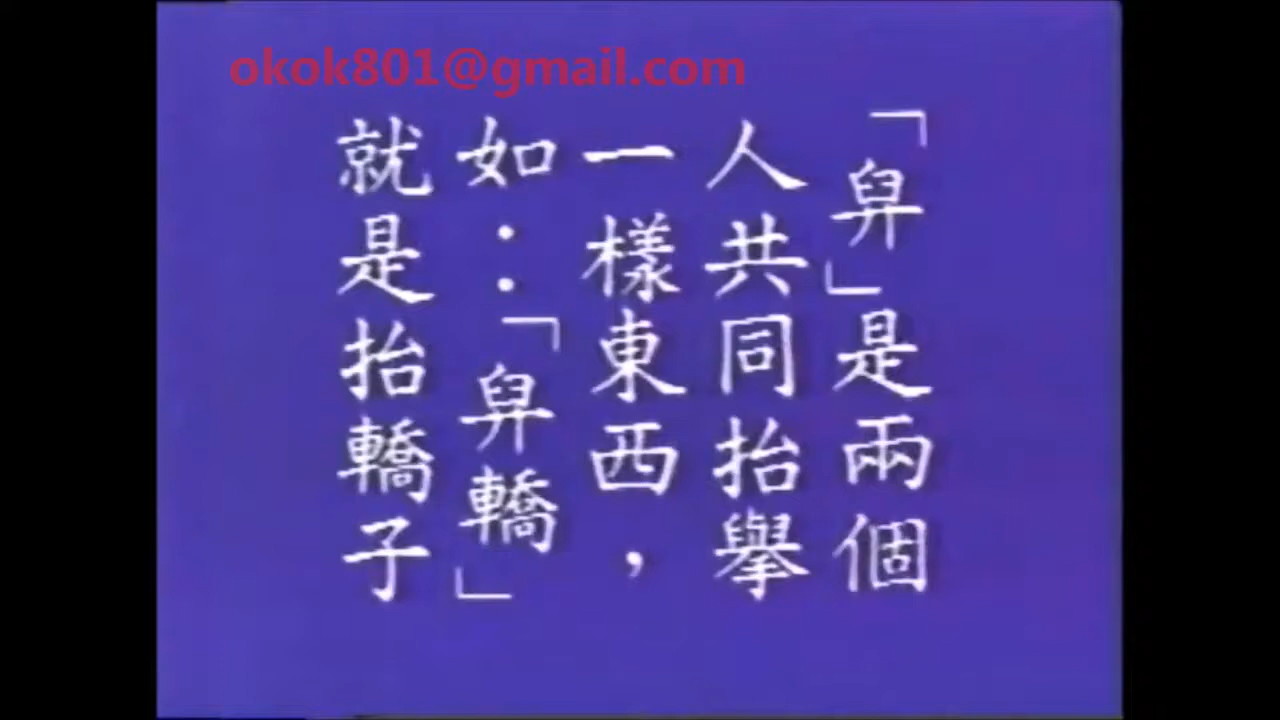 okok801@gmail.com
「舁」是兩個
人共同抬舉
一樣東西，
如：「舁轎」
就是抬轎子